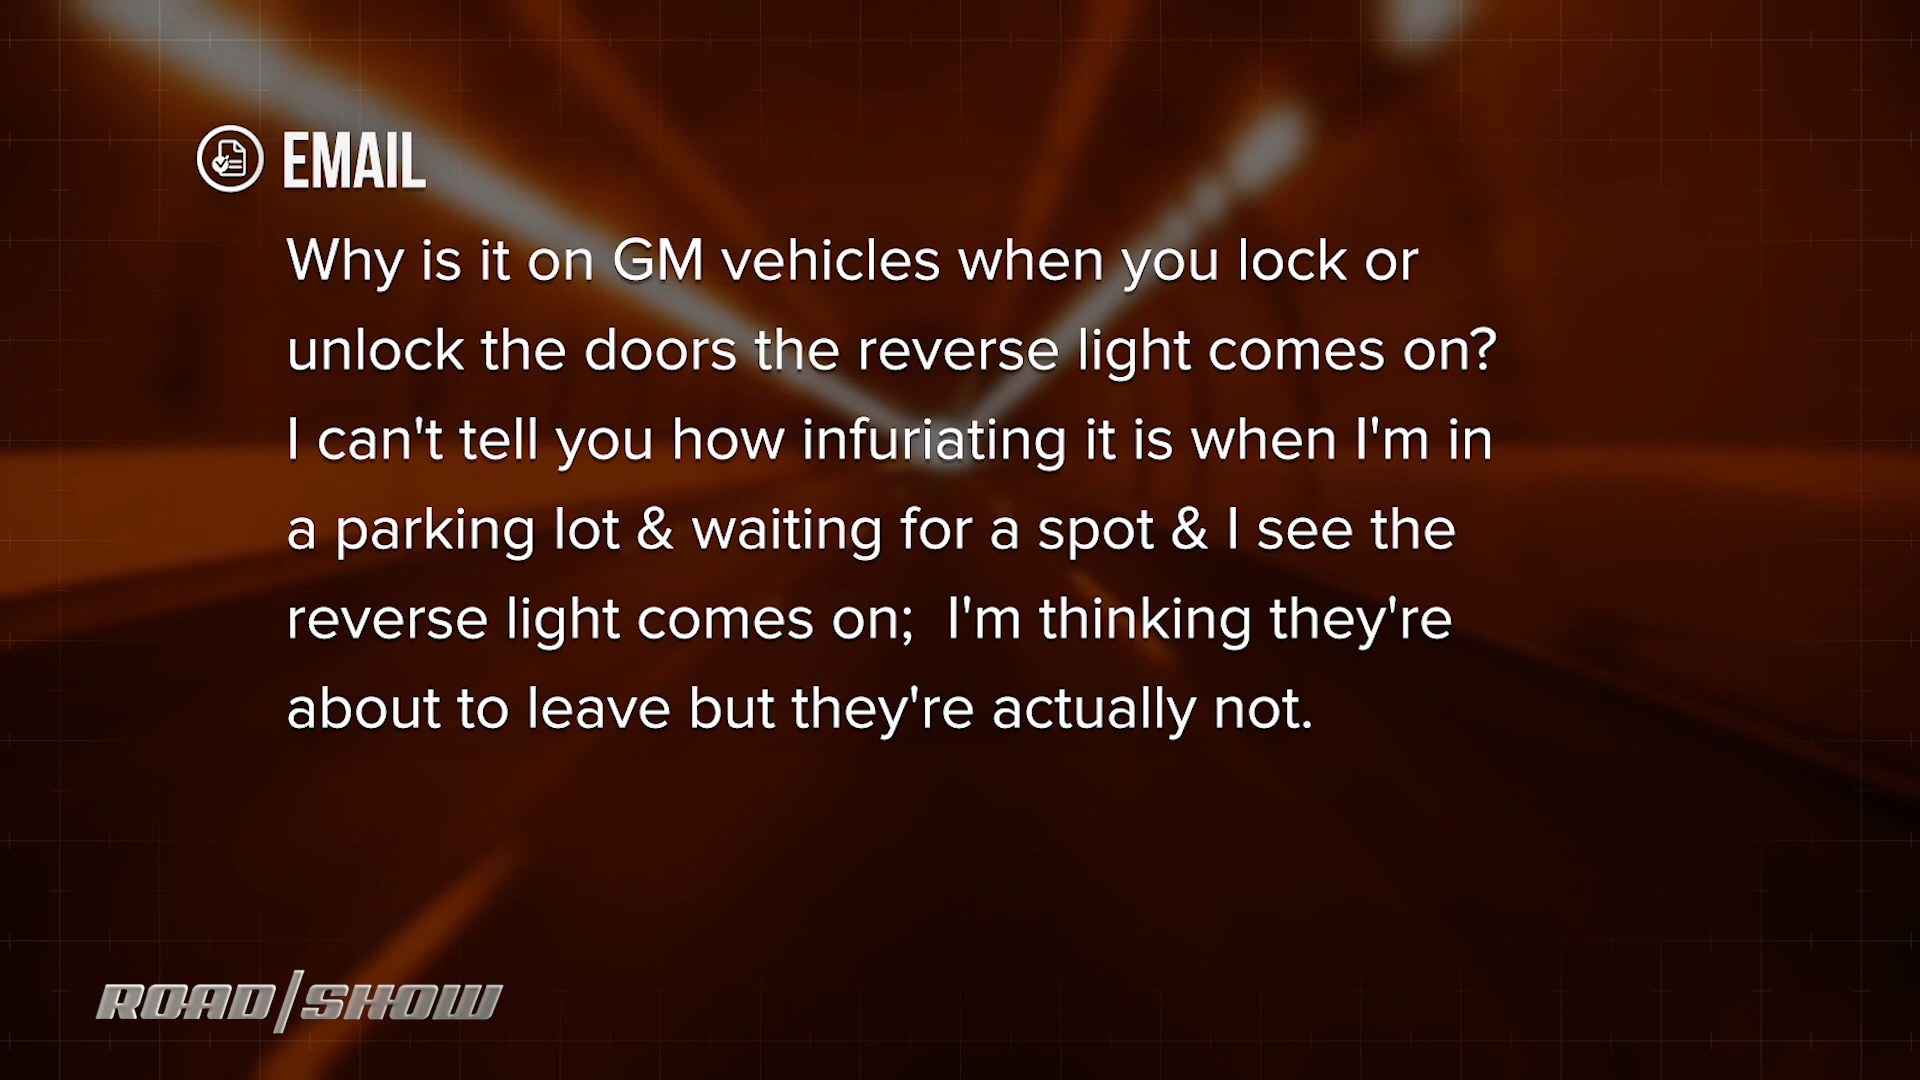 EMAIL
Why is it on GM vehicles when you lock or
unlock the doors the reverse light comes on?
I can't tell you how infuriating it is when I'm in
a parking lot & waiting for a spot & I see the
reverse light comes on;  I'm thinking they're
about to leave but they're actually not.
ROAD/SHOW